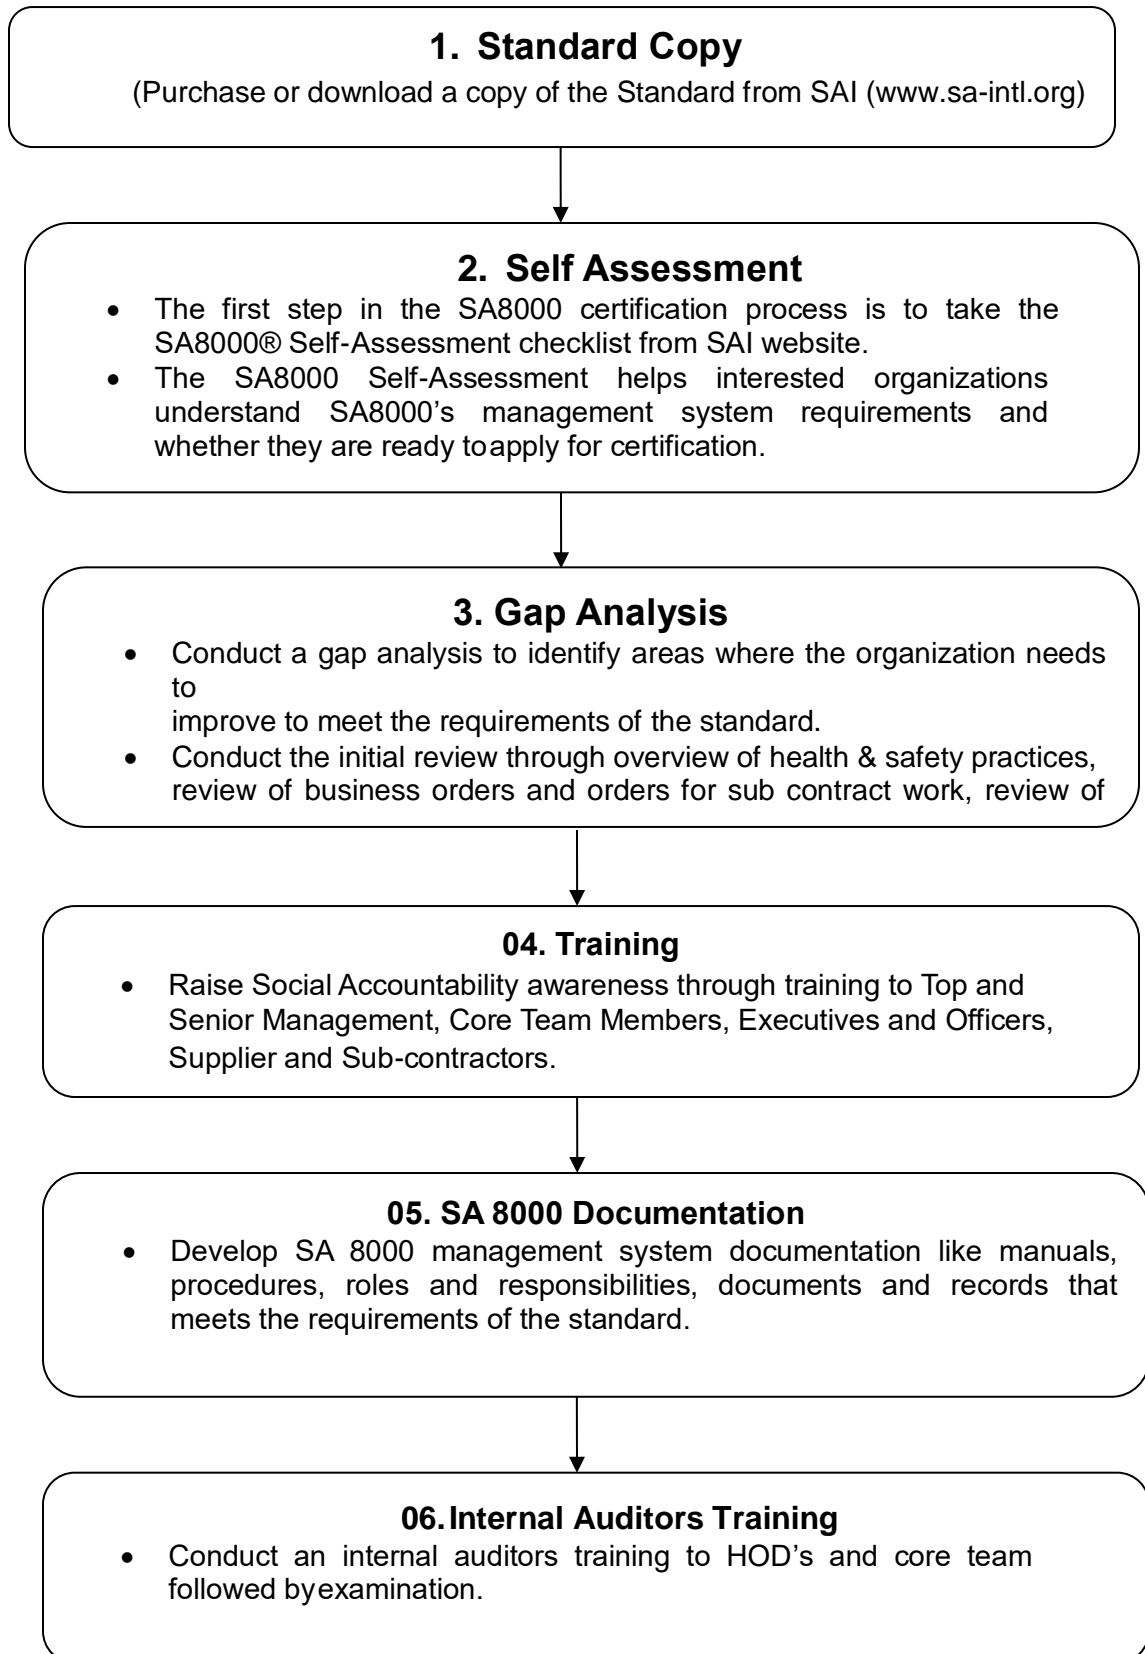 1. Standard Copy
(Purchase or download a copy of the Standard from SAI (www.sa-intl.org)
2. Self Assessment
• The first step in the SA8000 certification process is to take the
SA8000® Self-Assessment checklist from SAI website.
• The SA8000 Self-Assessment helps interested organizations
understand SA8000's management system requirements and
whether they are ready toapply for certification.
3. Gap Analysis
• Conduct a gap analysis to identify areas where the organization needs
to
improve to meet the requirements of the standard.
• Conduct the initial review through overview of health & safety practices,
review of business orders and orders for sub contract work, review of
04. Training
• Raise Social Accountability awareness through training to Top and
Senior Management, Core Team Members, Executives and Officers,
Supplier and Sub-contractors.
05. SA 8000 Documentation
• Develop SA 8000 management system documentation like manuals,
procedures, roles and responsibilities, documents and records that
meets the requirements of the standard.
06. Internal Auditors Training
• Conduct an internal auditors training to HOD's and core team
followed byexamination.